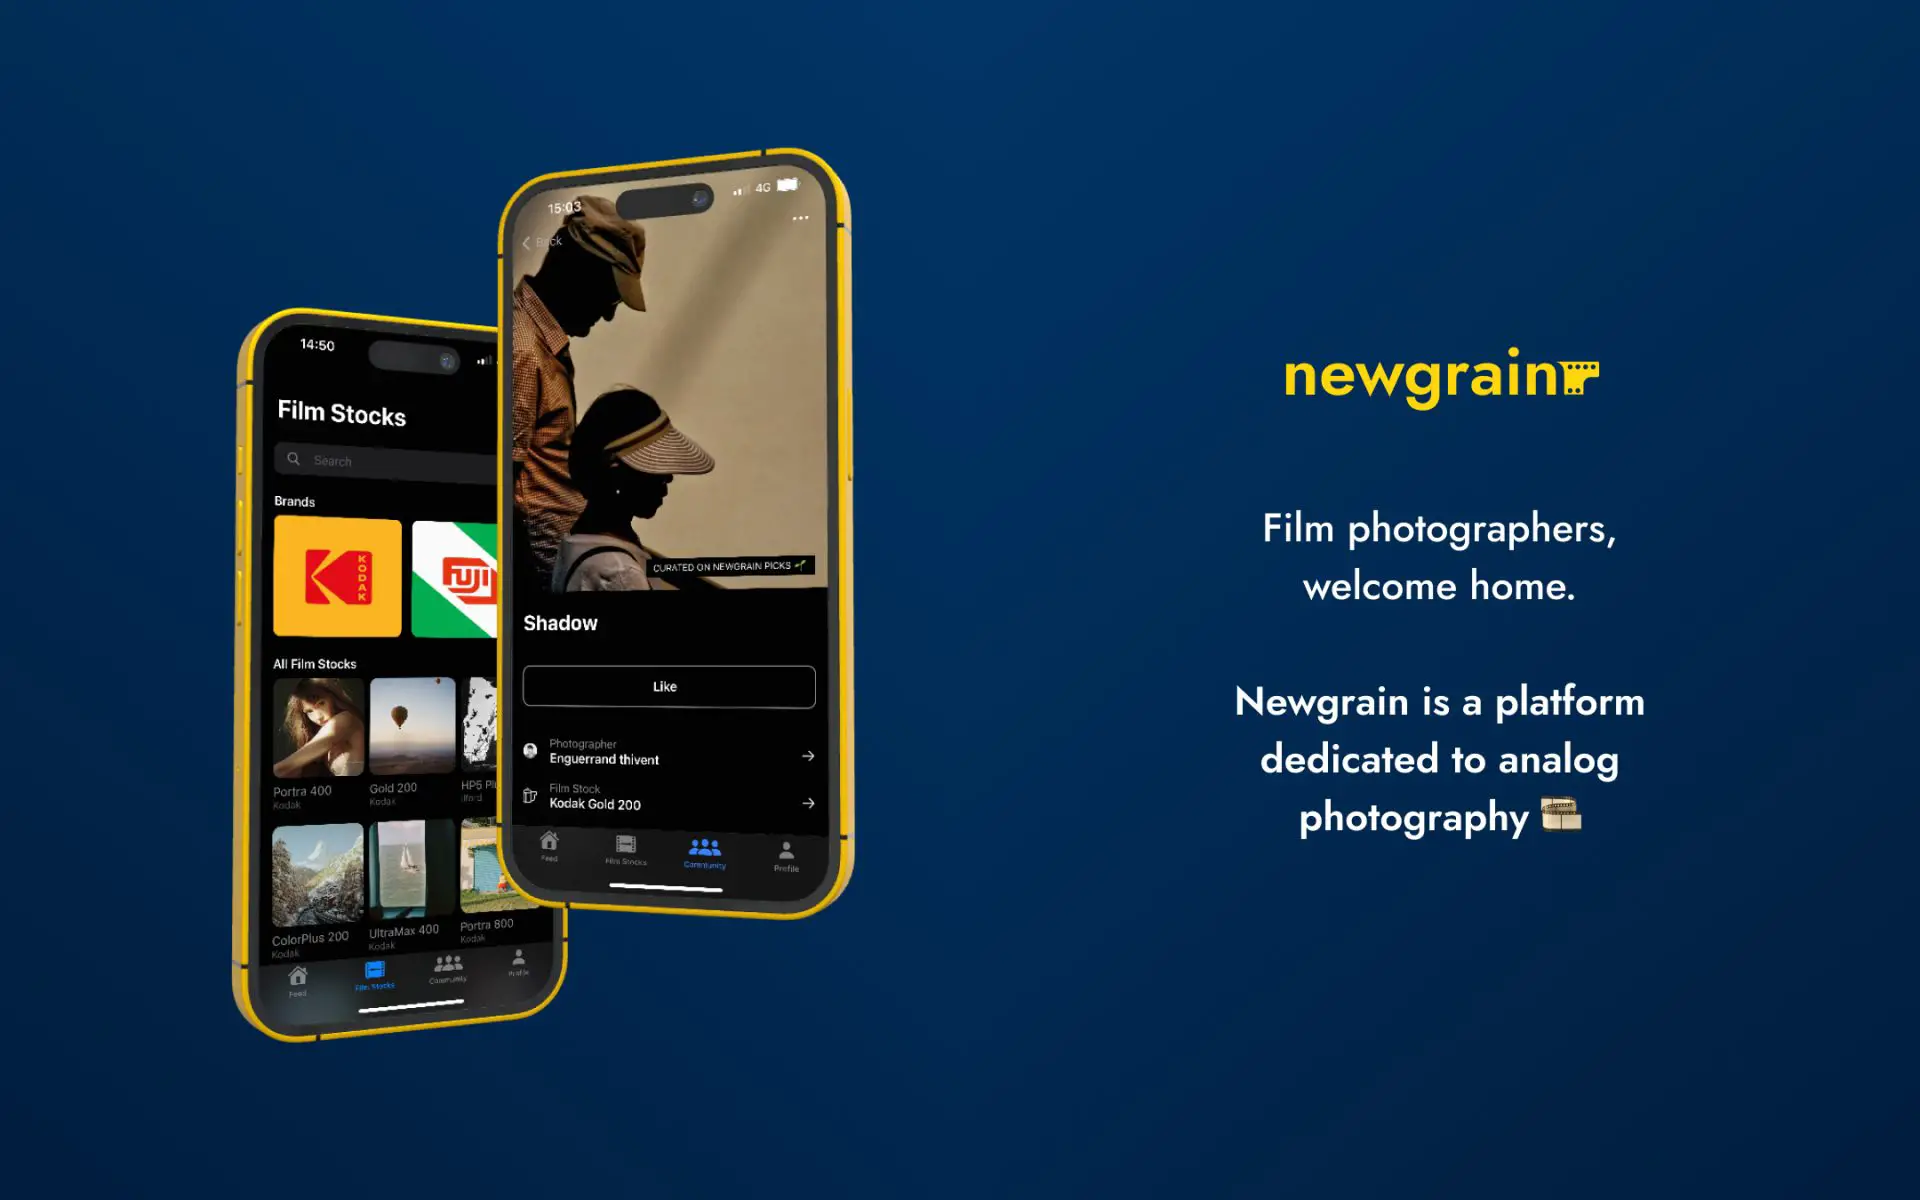 14:50
Film Stocks
Search
Brands
KODAK
FUJI
All Film Stocks
Portra 400
Kodak
Gold 200
Kodak
HP5
Ilford
ColorPlus 200
Kodak
UltraMax 400
Kodak
Portra 800
Kodak
Feed
Film Stocks
Community
Profile
15:03
4G
Back
CURATED ON NEWGRAIN PICKS 🌱
Shadow
Like
Photographer
Enguerrand thivent
Film Stock
Kodak Gold 200
Feed
Film Stocks
Community
Profile
newgrain
Film photographers,
welcome home.
Newgrain is a platform
dedicated to analog
photography 🎞️